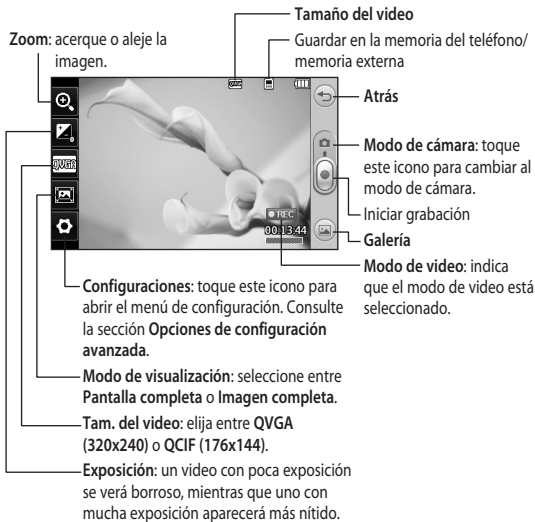 Tamaño del video
Guardar en la memoria del teléfono/
memoria externa
Zoom: acerque o aleje la
imagen.
QVGA
Atrás
QVGA
Modo de cámara: toque
este icono para cambiar al
modo de cámara.
Iniciar grabación
REC
00:13:44
Galería
Modo de video: indica
que el modo de video está
seleccionado.
Configuraciones: toque este icono para
abrir el menú de configuración. Consulte
la sección Opciones de configuración
avanzada.
Modo de visualización: seleccione entre
Pantalla completa o Imagen completa.
Tam. del video: elija entre QVGA
(320x240) o QCIF (176x144).
Exposición: un video con poca exposición
se verá borroso, mientras que uno con
mucha exposición aparecerá más nítido.